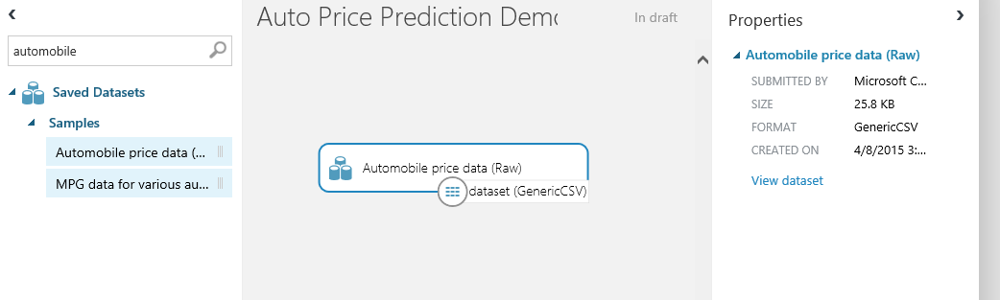 automobile
Saved Datasets
Samples
Automobile price data (...
MPG data for various au...
Auto Price Prediction Dem
In draft
Automobile price data (Raw)
dataset (GenericCSV)
Properties
Automobile price data (Raw)
SUBMITTED BY Microsoft C...
SIZE 25.8 KB
FORMAT GenericCSV
CREATED ON 4/8/2015 3:...
View dataset